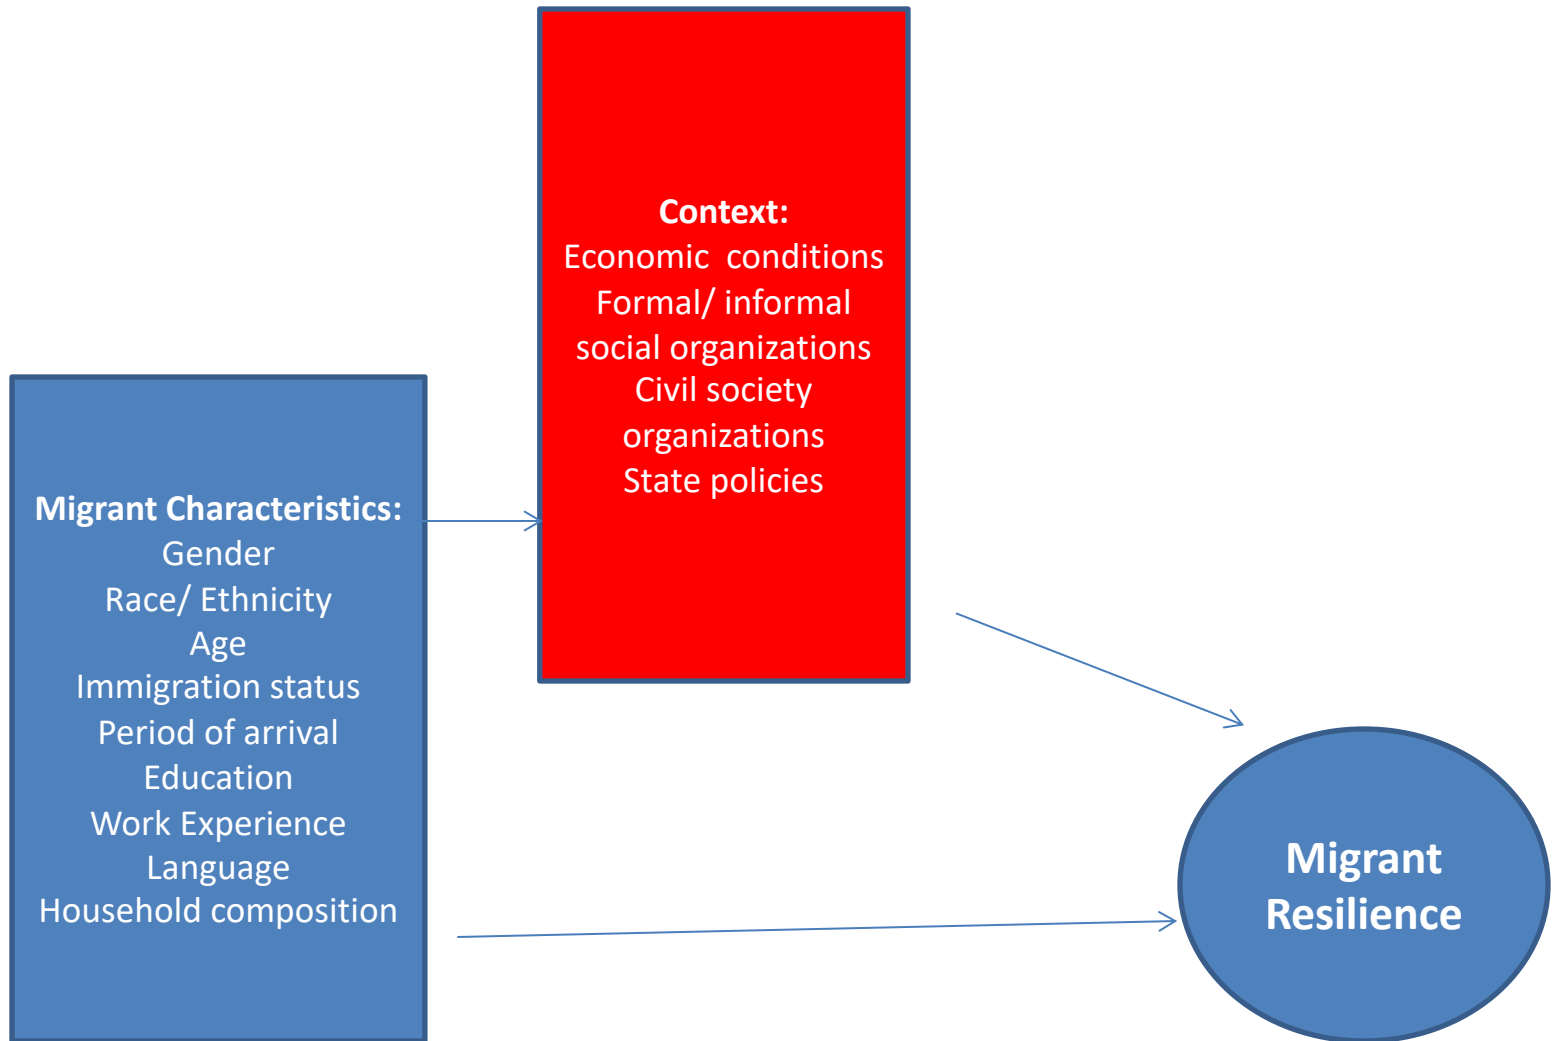 Context:
Economic  conditions
Formal/ informal
social organizations
Civil society
organizations
State policies
Migrant Characteristics:
Gender
Race/ Ethnicity
Age
Immigration status
Period of arrival
Education
Work Experience
Language
Household composition
Migrant
Resilience